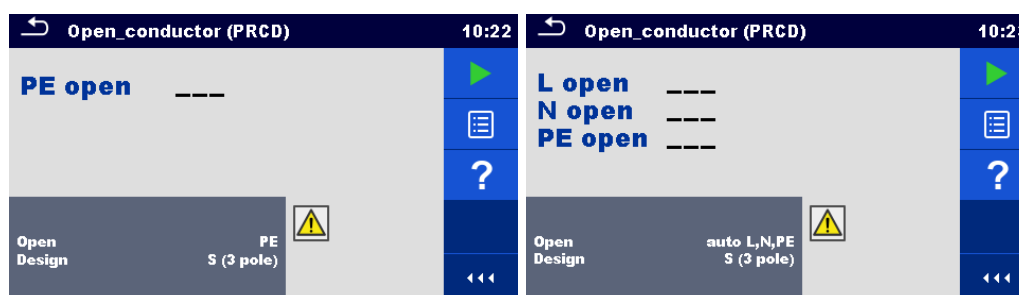 Open_conductor (PRCD) 10:22
PE open ___
?
Open PE
Design S (3 pole)
Open_conductor (PRCD)
L open ___
N open ___
PE open ___
?
Open auto L,N,PE
Design S (3 pole)